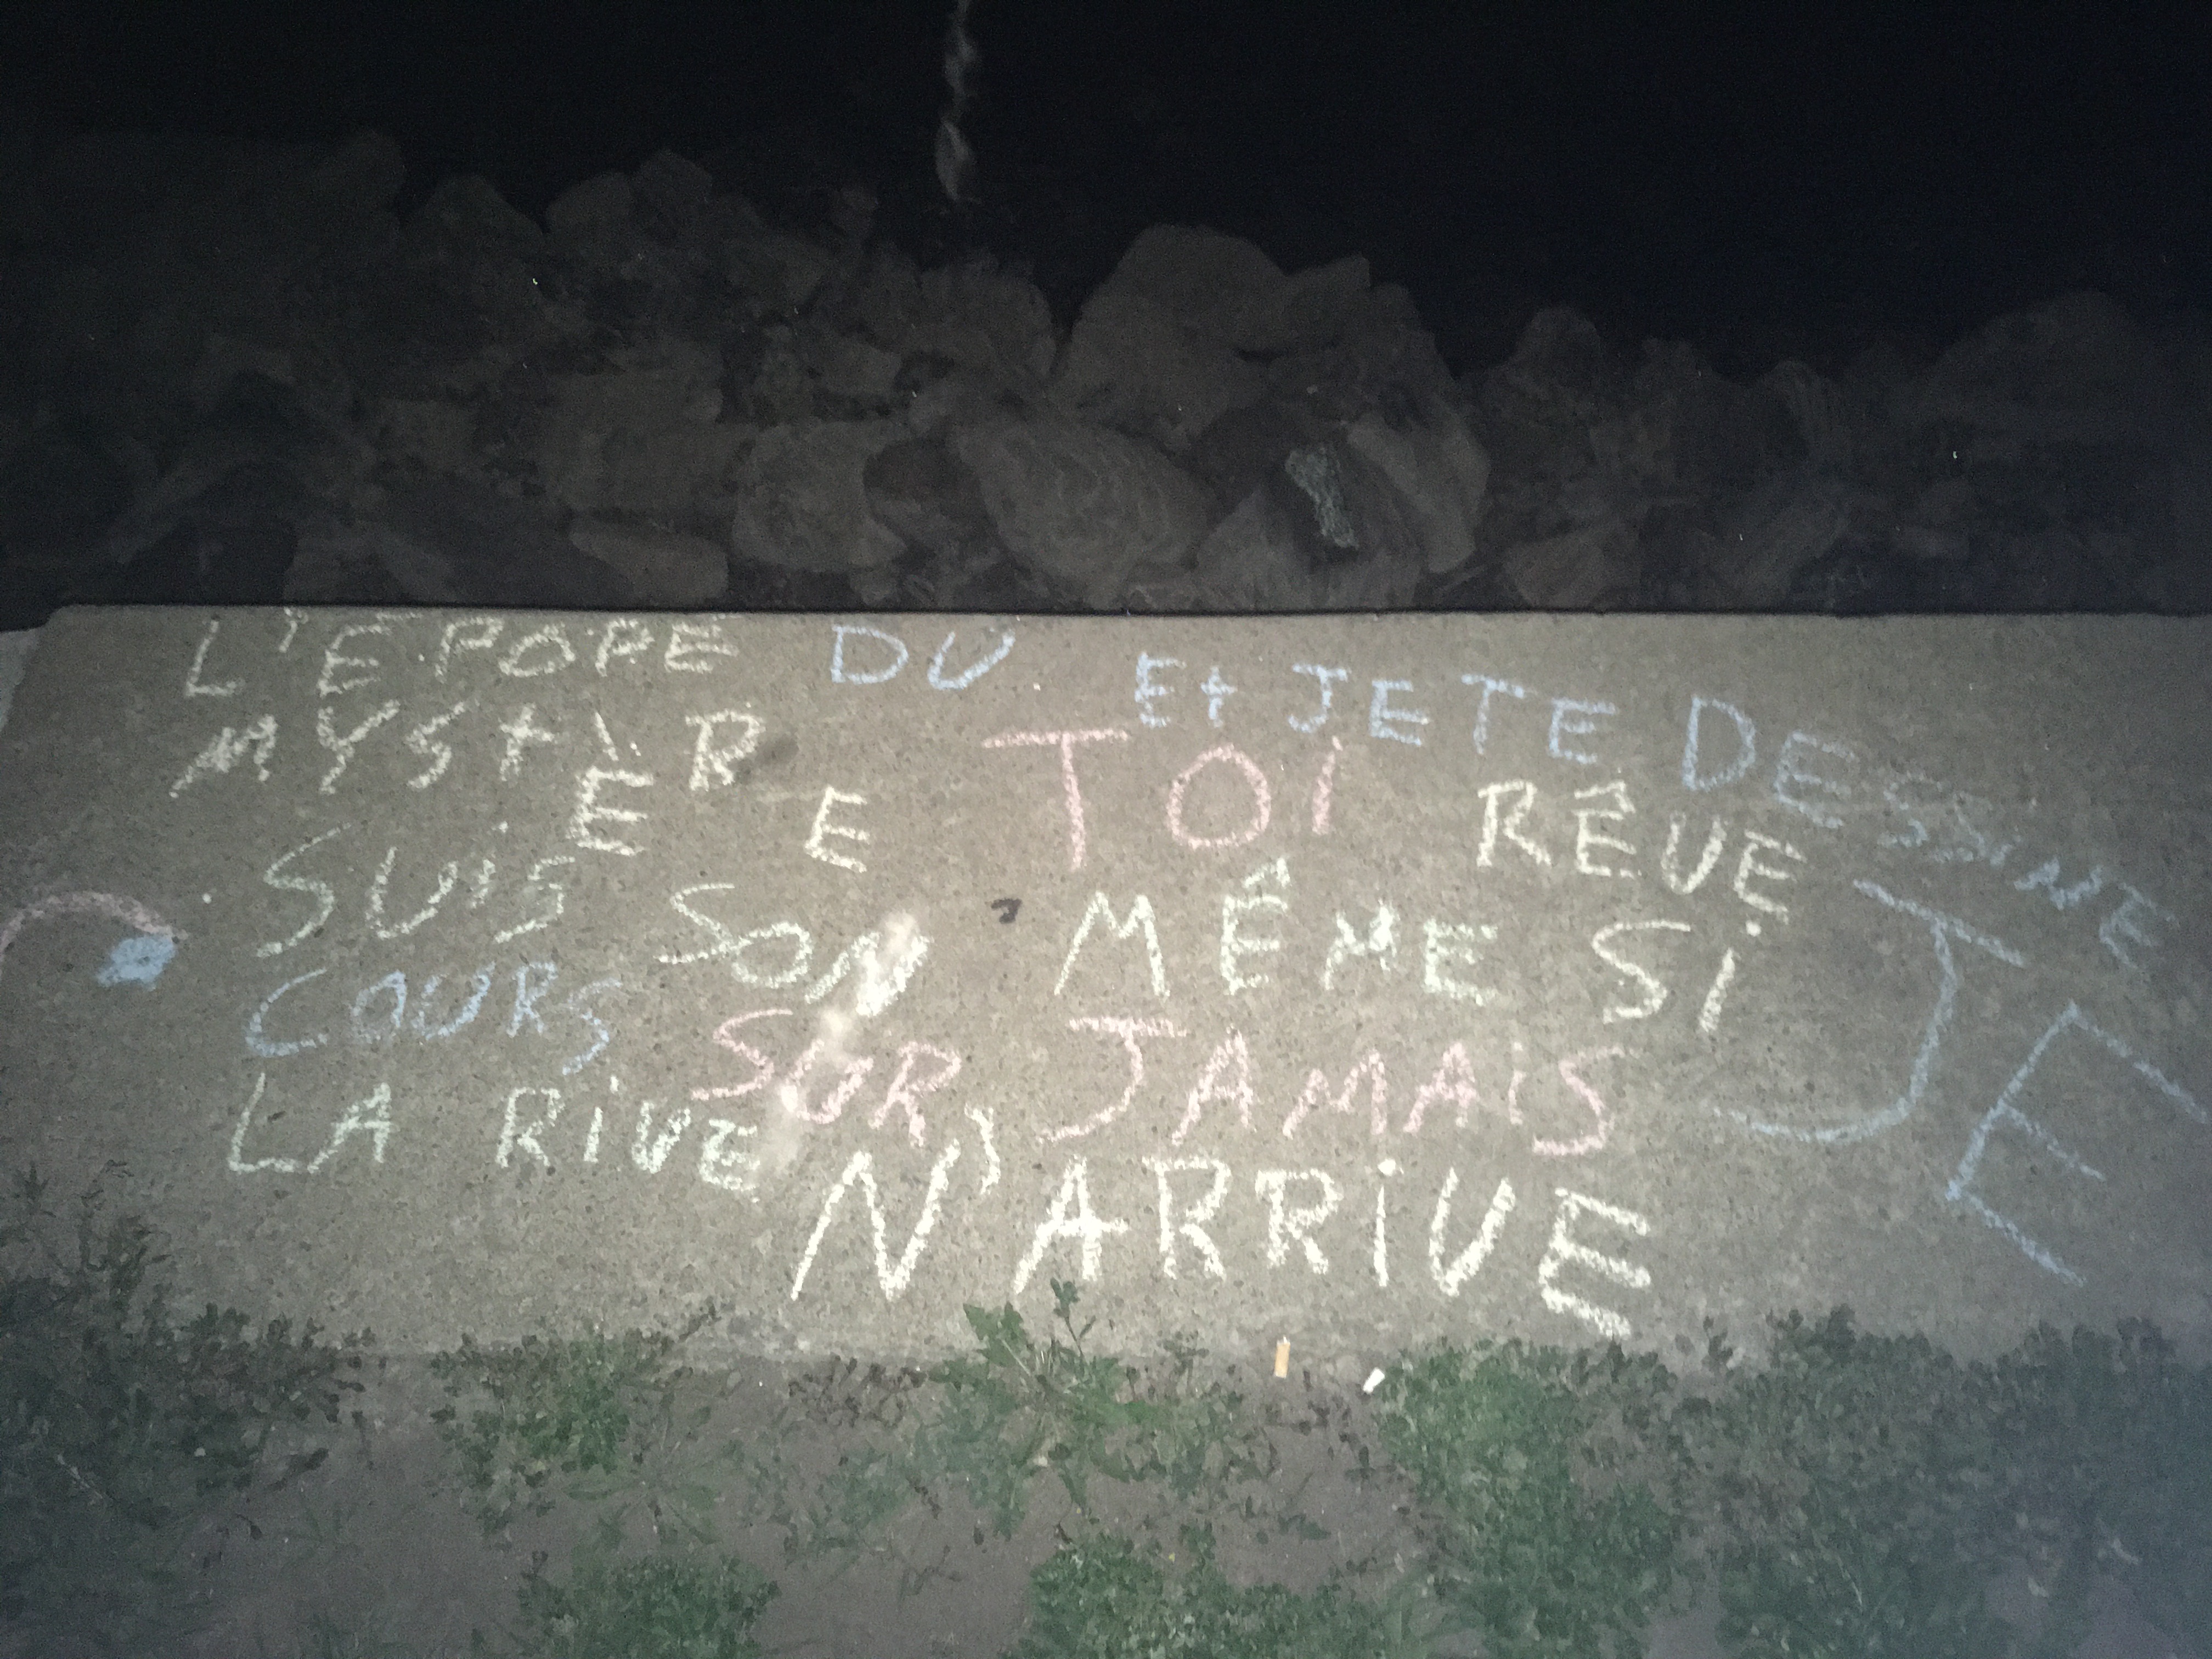 L'ÉPOPÉ DU
MYSTÈRE
SUIS SON
COURS SUR
LA RIVE
Et JE TE DESSINE
TOI RÊVE
MÊME SI JE
JAMAIS
N'ARRIVE